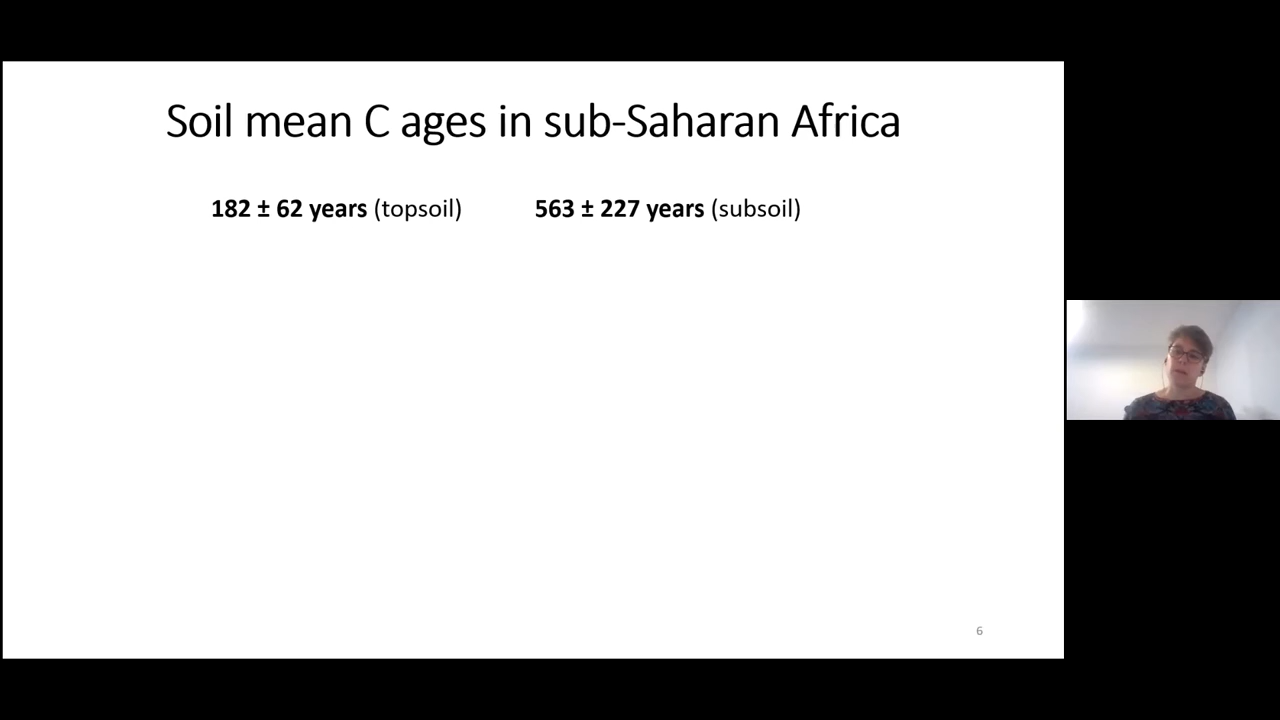 Soil mean C ages in sub-Saharan Africa
182 ± 62 years (topsoil) 563 ± 227 years (subsoil)
6